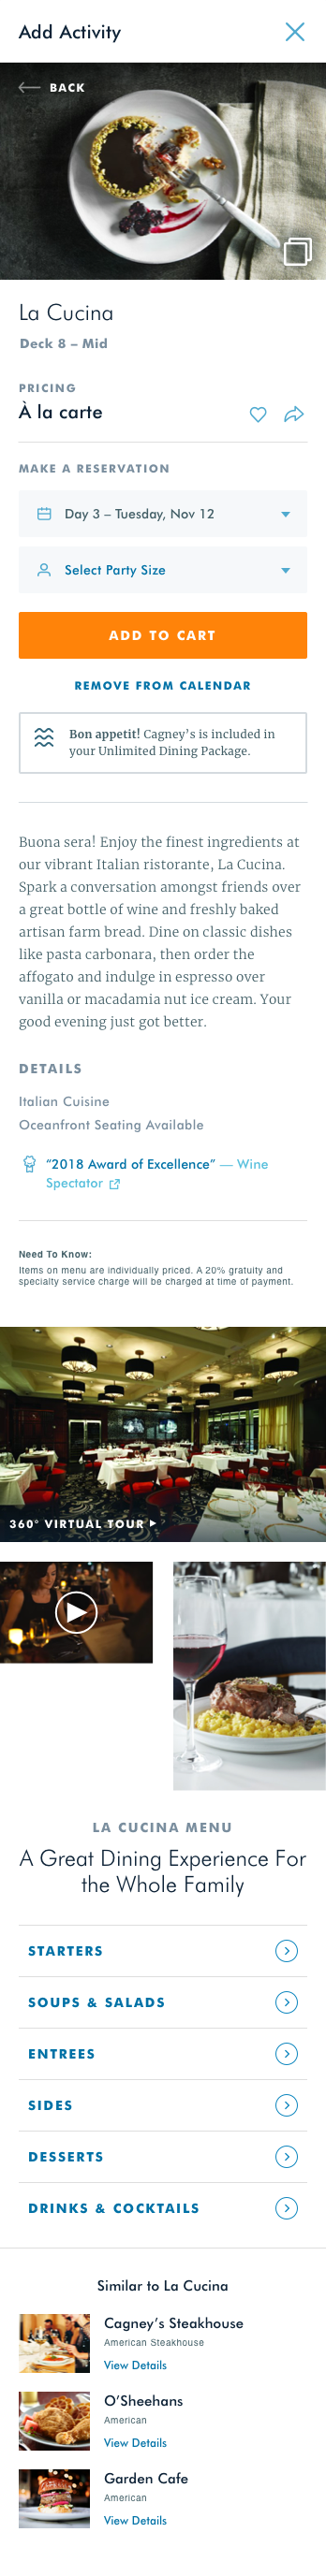 Add Activity
BACK
La Cucina
Deck 8 – Mid
PRICING
À la carte
MAKE A RESERVATION
Day 3 – Tuesday, Nov 12
Select Party Size
ADD TO CART
REMOVE FROM CALENDAR
Bon appetit! Cagney’s is included in
your Unlimited Dining Package.
Buona sera! Enjoy the finest ingredients at
our vibrant Italian ristorante, La Cucina.
Spark a conversation amongst friends over
a great bottle of wine and freshly baked
artisan farm bread. Dine on classic dishes
like pasta carbonara, then order the
affogato and indulge in espresso over
vanilla or macadamia nut ice cream. Your
good evening just got better.
DETAILS
Italian Cuisine
Oceanfront Seating Available
“2018 Award of Excellence” — Wine
Spectator
Need To Know:
Items on menu are individually priced. A 20% gratuity and
specialty service charge will be charged at time of payment.
360° VIRTUAL TOUR
LA CUCINA MENU
A Great Dining Experience For
the Whole Family
STARTERS
SOUPS & SALADS
ENTREES
SIDES
DESSERTS
DRINKS & COCKTAILS
Similar to La Cucina
Cagney’s Steakhouse
American Steakhouse
View Details
O’Sheehans
American
View Details
Garden Cafe
American
View Details